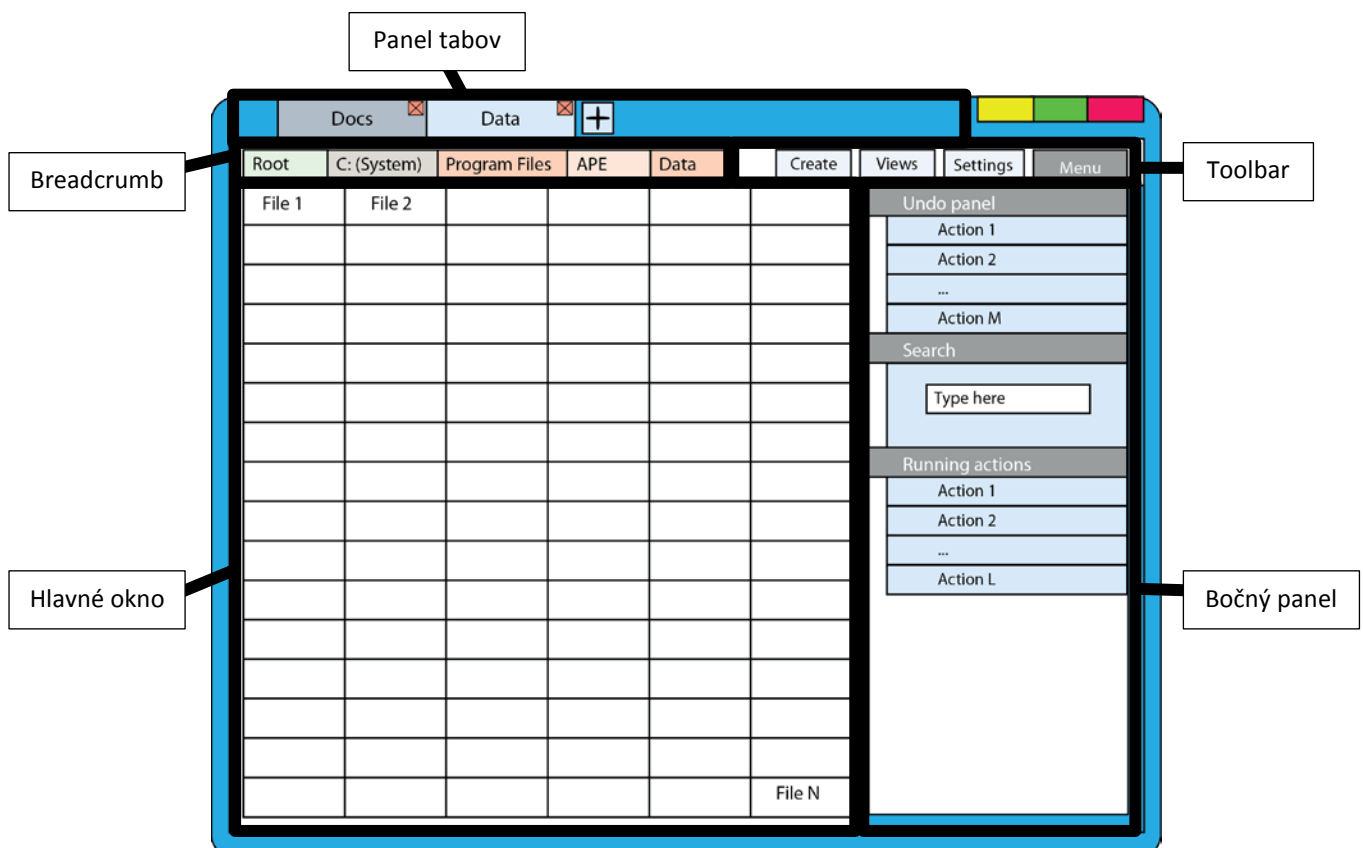 Panel tabov
Docs
Data
Breadcrumb
Root
C: (System)
Program Files
APE
Data
Create
Views
Settings
Menu
Toolbar
File 1
File 2
File N
Undo panel
Action 1
Action 2
...
Action M
Search
Type here
Running actions
Action 1
Action 2
...
Action L
Hlavné okno
Bočný panel